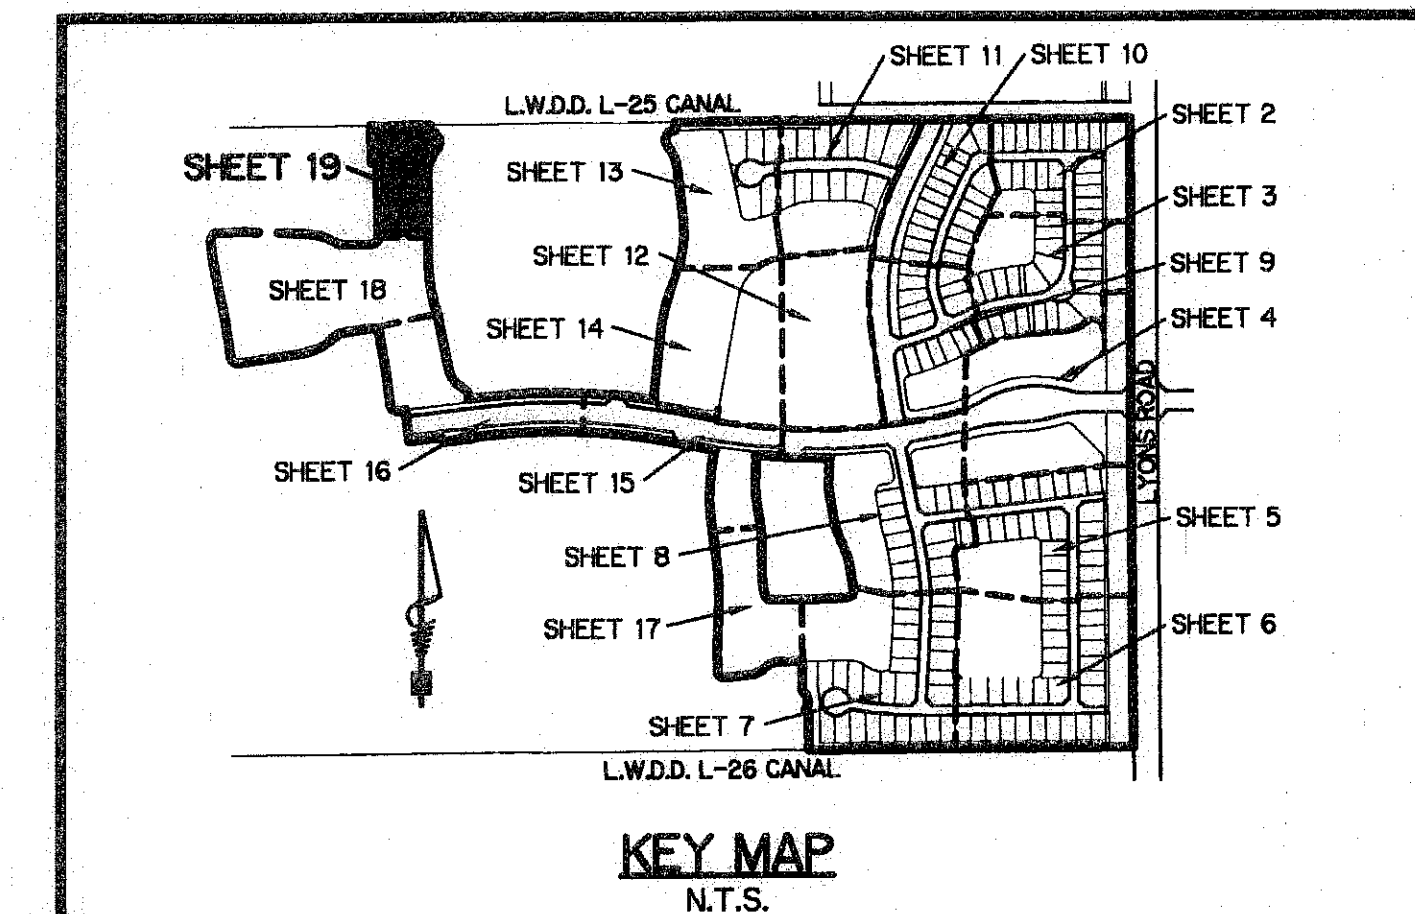 SHEET 11
SHEET 10
L.W.D.D. L-25 CANAL
SHEET 2
SHEET 19
SHEET 13
SHEET 3
SHEET 12
SHEET 9
SHEET 18
SHEET 14
SHEET 4
LYONS ROAD
SHEET 16
SHEET 15
SHEET 5
SHEET 8
SHEET 17
SHEET 6
SHEET 7
L.W.D.D. L-26 CANAL
KEY MAP
N.T.S.